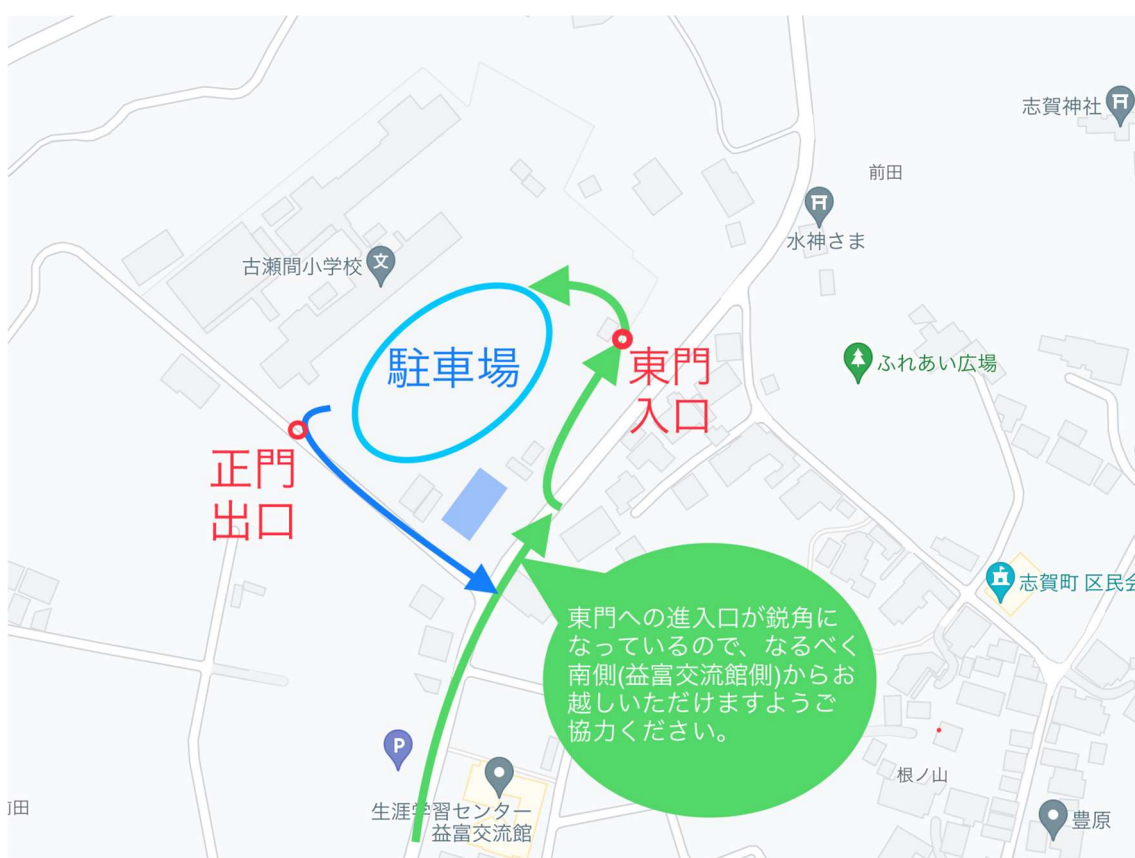 志賀神社
前田
水神さま
文
古瀬間小学校
駐車場
東門
入口
ふれあい広場
正門
出口
志賀町 区民会
東門への進入口が鋭角に
なっているので、なるべく
南側(益富交流館側)からお
越しいただけますようご
協力ください。
P
生涯学習センター
益富交流館
根ノ山
豊原
前田